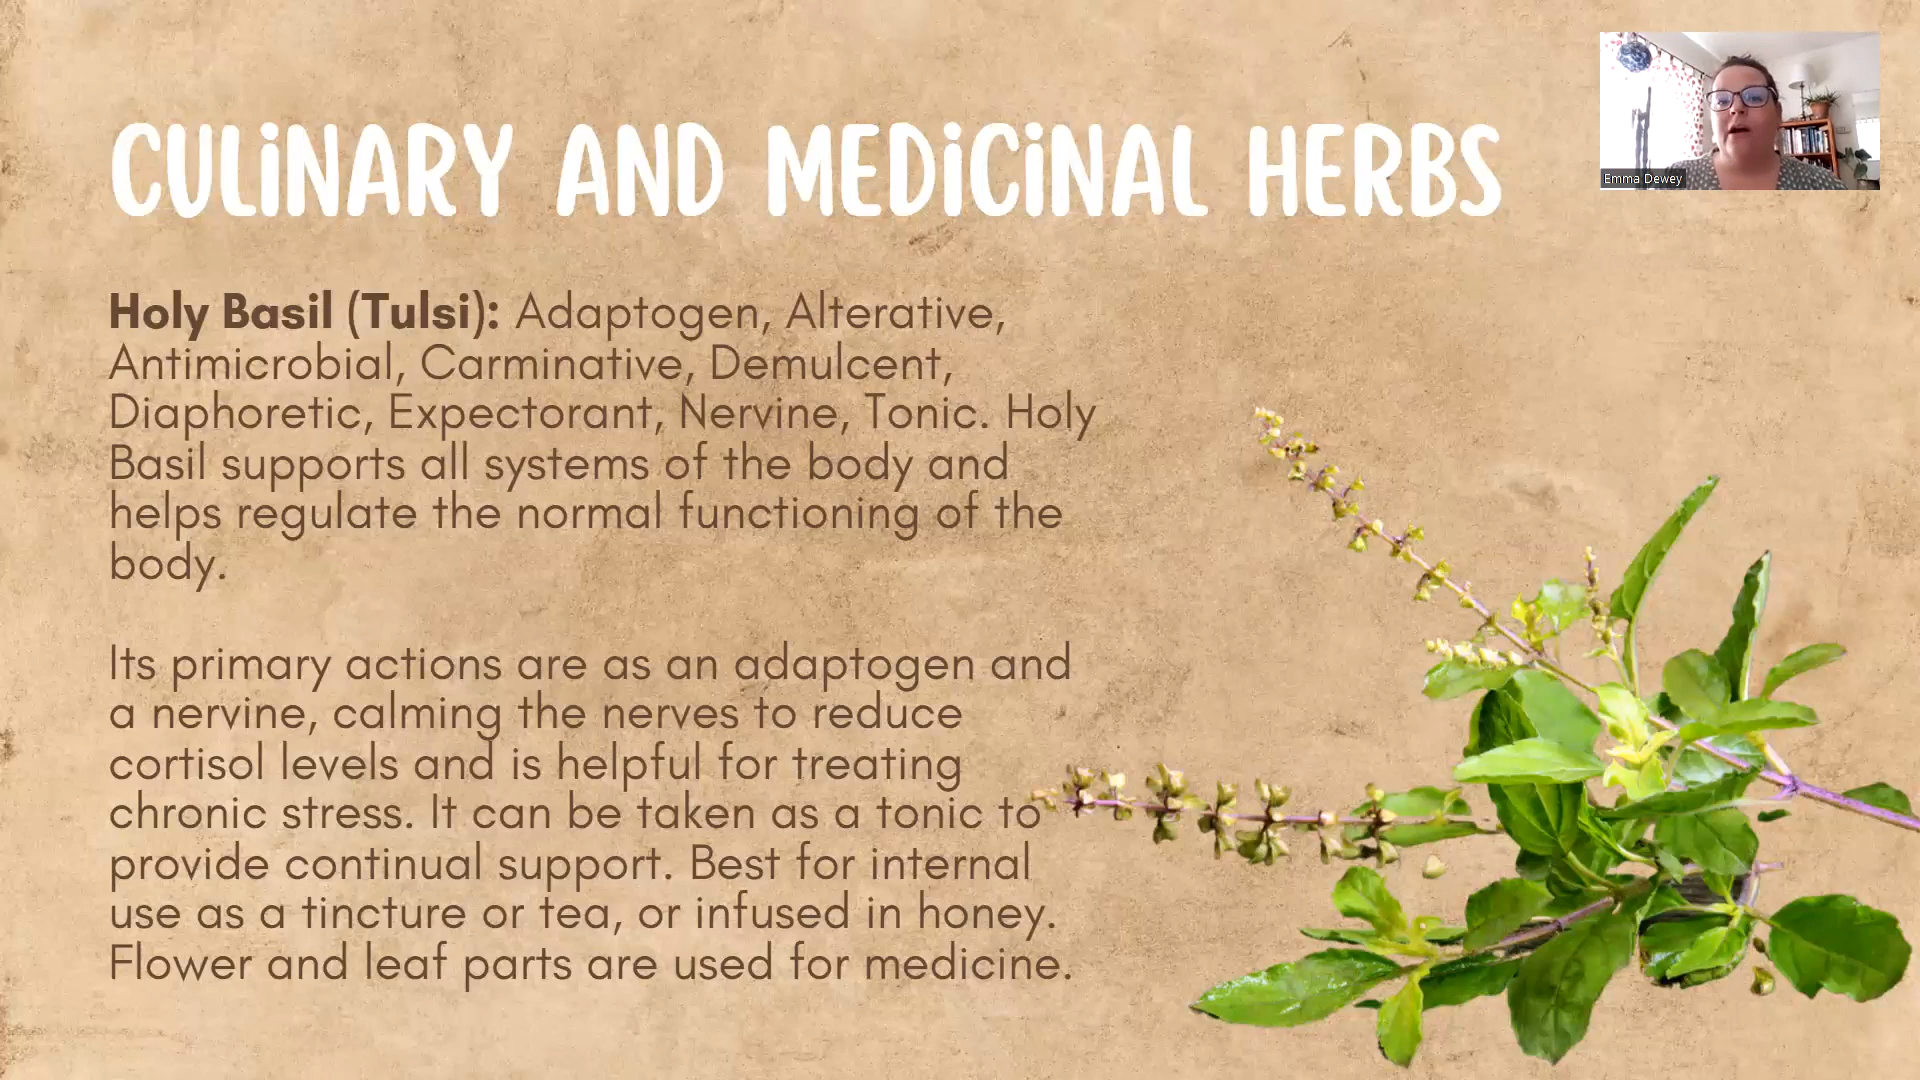 CULINARY AND MEDICINAL HERBS
Emma Dewey
Holy Basil (Tulsi): Adaptogen, Alterative,
Antimicrobial, Carminative, Demulcent,
Diaphoretic, Expectorant, Nervine, Tonic. Holy
Basil supports all systems of the body and
helps regulate the normal functioning of the
body.
Its primary actions are as an adaptogen and
a nervine, calming the nerves to reduce
cortisol levels and is helpful for treating
chronic stress. It can be taken as a tonic to
provide continual support. Best for internal
use as a tincture or tea, or infused in honey.
Flower and leaf parts are used for medicine.